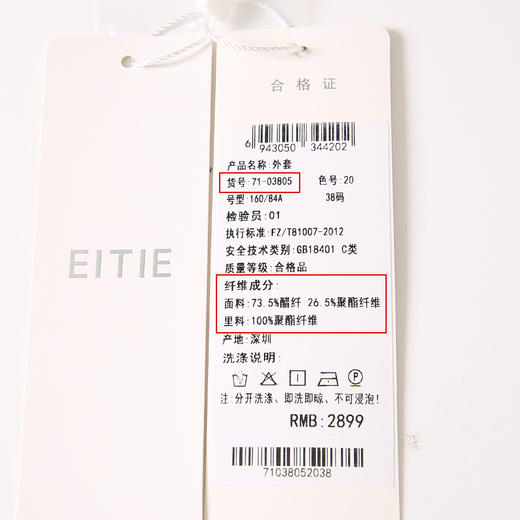 EITIE
合格证
6 943050 344202
产品名称:外套
货号:71-03805 色号:20
号型:160/84A 38码
检验员:01
执行标准:FZ/T81007-2012
安全技术类别:GB18401 C类
质量等级:合格品
纤维成分:
面料:73.5%醋纤 26.5%聚酯纤维
里料:100%聚酯纤维
产地:深圳
洗涤说明:
P
注:分开洗涤、即洗即晾、不可浸泡!
RMB:2899
71038052038